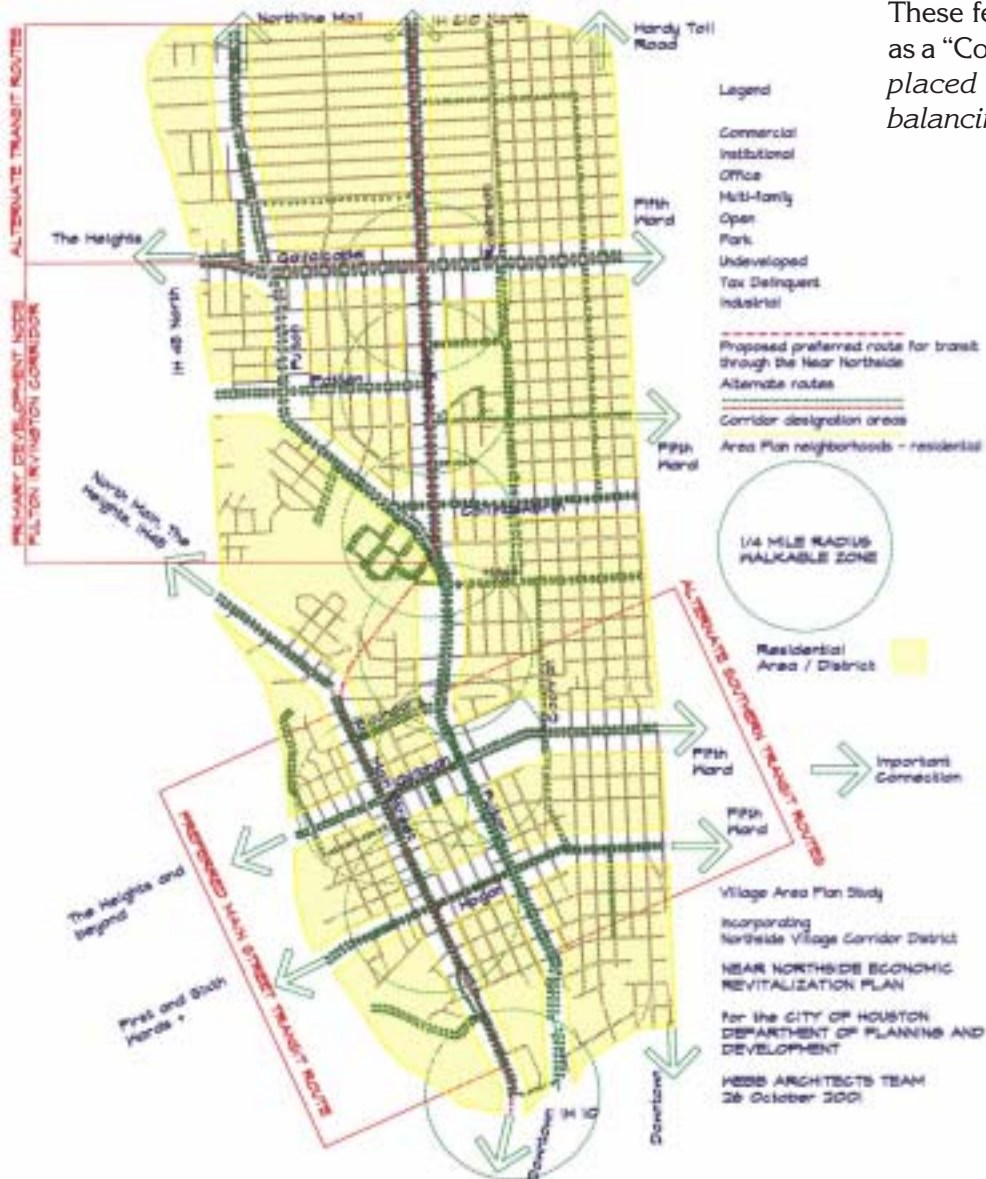 These fe
as a “Co
placed
balancin
Northline Mall
IH 610 North
Hardy Toll
Road
Legend
Commercial
Institutional
Office
Multi-family
Open
Park
Undeveloped
Tax Delinquent
Industrial
Proposed preferred route for transit
through the Near Northside
Alternate routes
Corridor designation areas
Area Plan neighborhoods - residential
1/4 MILE RADIUS
WALKABLE ZONE
Residential
Area / District
Important
Connection
ALTERNATE TRANSIT ROUTES
PRIMARY DEVELOPMENT NODE
FULTON IRVINGTON CORRIDOR
The Heights
IH 45 North
Fulton
Patton
Fifth
Ward
Fifth
Ward
North Main, The
Heights, IH45
Cochran
ALTERNATE SOUTHERN TRANSIT ROUTES
Fifth
Ward
Fifth
Ward
Fulton
Hogan
PREFERRED MAIN STREET TRANSIT ROUTE
The Heights and
beyond
First and Sixth
Wards +
Downtown IH 10
Downtown
Village Area Plan Study
Incorporating
Northside Village Corridor District
NEAR NORTHSIDE ECONOMIC
REVITALIZATION PLAN
For the CITY OF HOUSTON
DEPARTMENT OF PLANNING AND
DEVELOPMENT
WEBB ARCHITECTS TEAM
26 October 2001